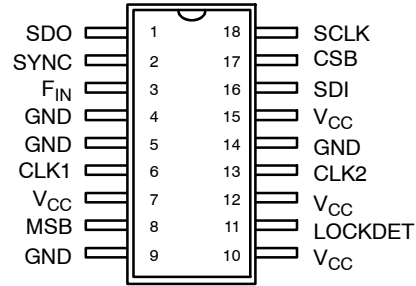 SDO 1 18 SCLK
SYNC 2 17 CSB
FIN 3 16 SDI
GND 4 15 VCC
GND 5 14 GND
CLK1 6 13 CLK2
VCC 7 12 VCC
MSB 8 11 LOCKDET
GND 9 10 VCC